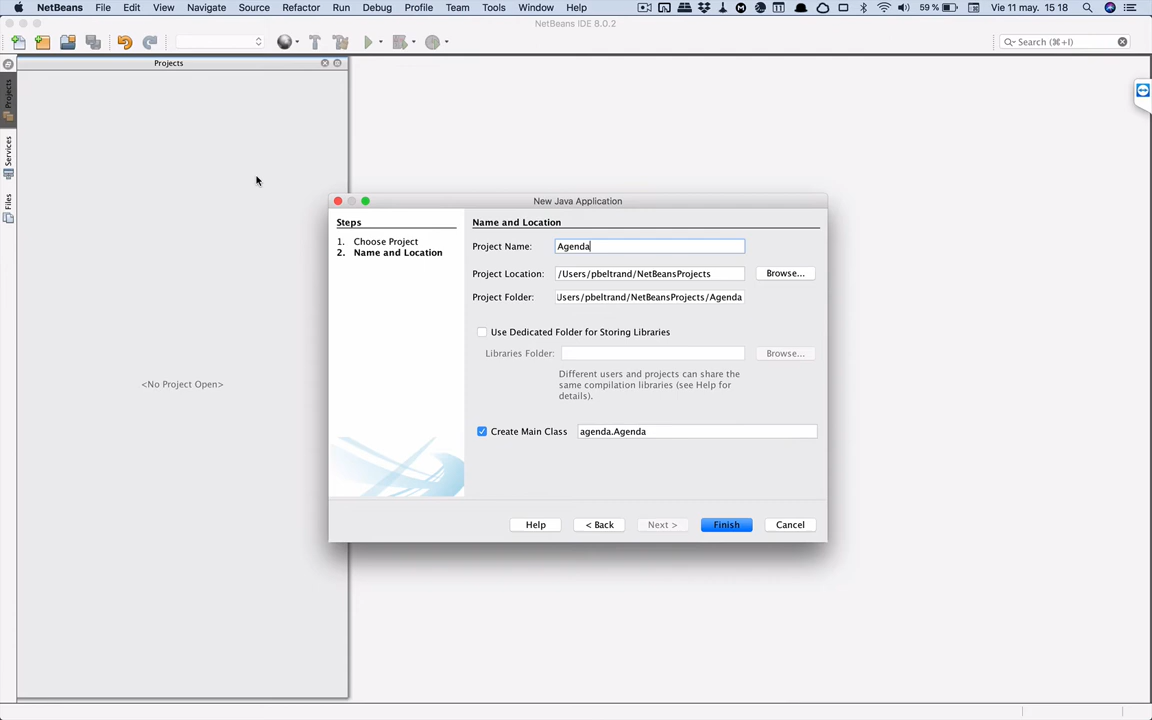 NetBeans File Edit View Navigate Source Refactor Run Debug Profile Team Tools Window Help 59 % Vie 11 may. 15 18
NetBeans IDE 8.0.2
Search (⌘+I)
Projects
Projects
Services
Files
<No Project Open>
New Java Application
Steps
1. Choose Project
2. Name and Location
Name and Location
Project Name: Agenda
Project Location: /Users/pbeltrand/NetBeansProjects Browse...
Project Folder: Users/pbeltrand/NetBeansProjects/Agenda
Use Dedicated Folder for Storing Libraries
Libraries Folder: Browse...
Different users and projects can share the
same compilation libraries (see Help for
details).
Create Main Class agenda.Agenda
Help < Back Next > Finish Cancel